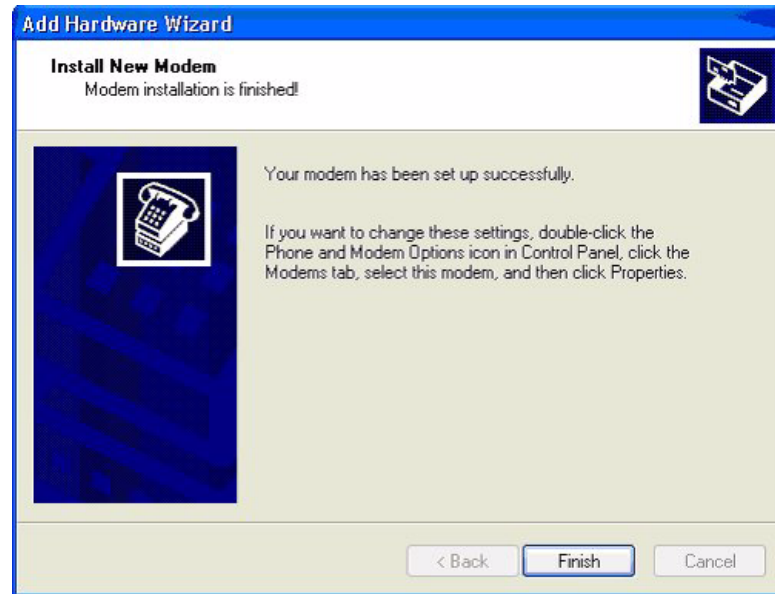 Add Hardware Wizard
Install New Modem
Modem installation is finished!
Your modem has been set up successfully.
If you want to change these settings, double-click the
Phone and Modem Options icon in Control Panel, click the
Modems tab, select this modem, and then click Properties.
< Back
Finish
Cancel